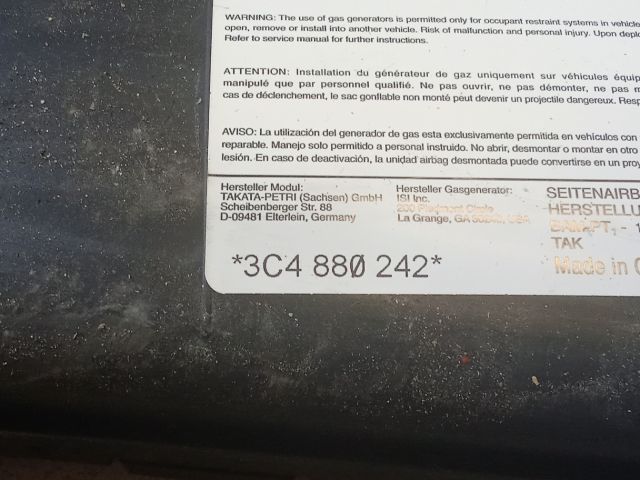 WARNING: The use of gas generators is permitted only for occupant restraint systems in vehicle
open, remove or install into another vehicle. Risk of malfunction and personal injury. Upon deplo
Refer to service manual for further instructions.
ATTENTION: Installation du générateur de gaz uniquement sur véhicules équip
manipulé que par personnel qualifié. Ne pas ouvrir, ne pas démonter, ne pas m
cas de déclenchement, le sac gonflable non monté peut devenir un projectile dangereux. Resp
AVISO: La utilización del generador de gas esta exclusivamente permitida en vehículos con
reparable. Manejo solo permitido a personal instruido. No abrir, desmontar o montar en otro
lesión. En caso de deactivación, la unidad airbag desmontada puede convertirse en un proy
Hersteller Modul:
TAKATA-PETRI (Sachsen) GmbH
Scheibenberger Str. 88
D-09481 Elterlein, Germany
Hersteller Gasgenerator:
ISI Inc.
200 Piedmont Circle
La Grange, GA 30240, USA
SEITENAIRB
HERSTELLU
- 1
TAK
Made in G
*3C4 880 242*